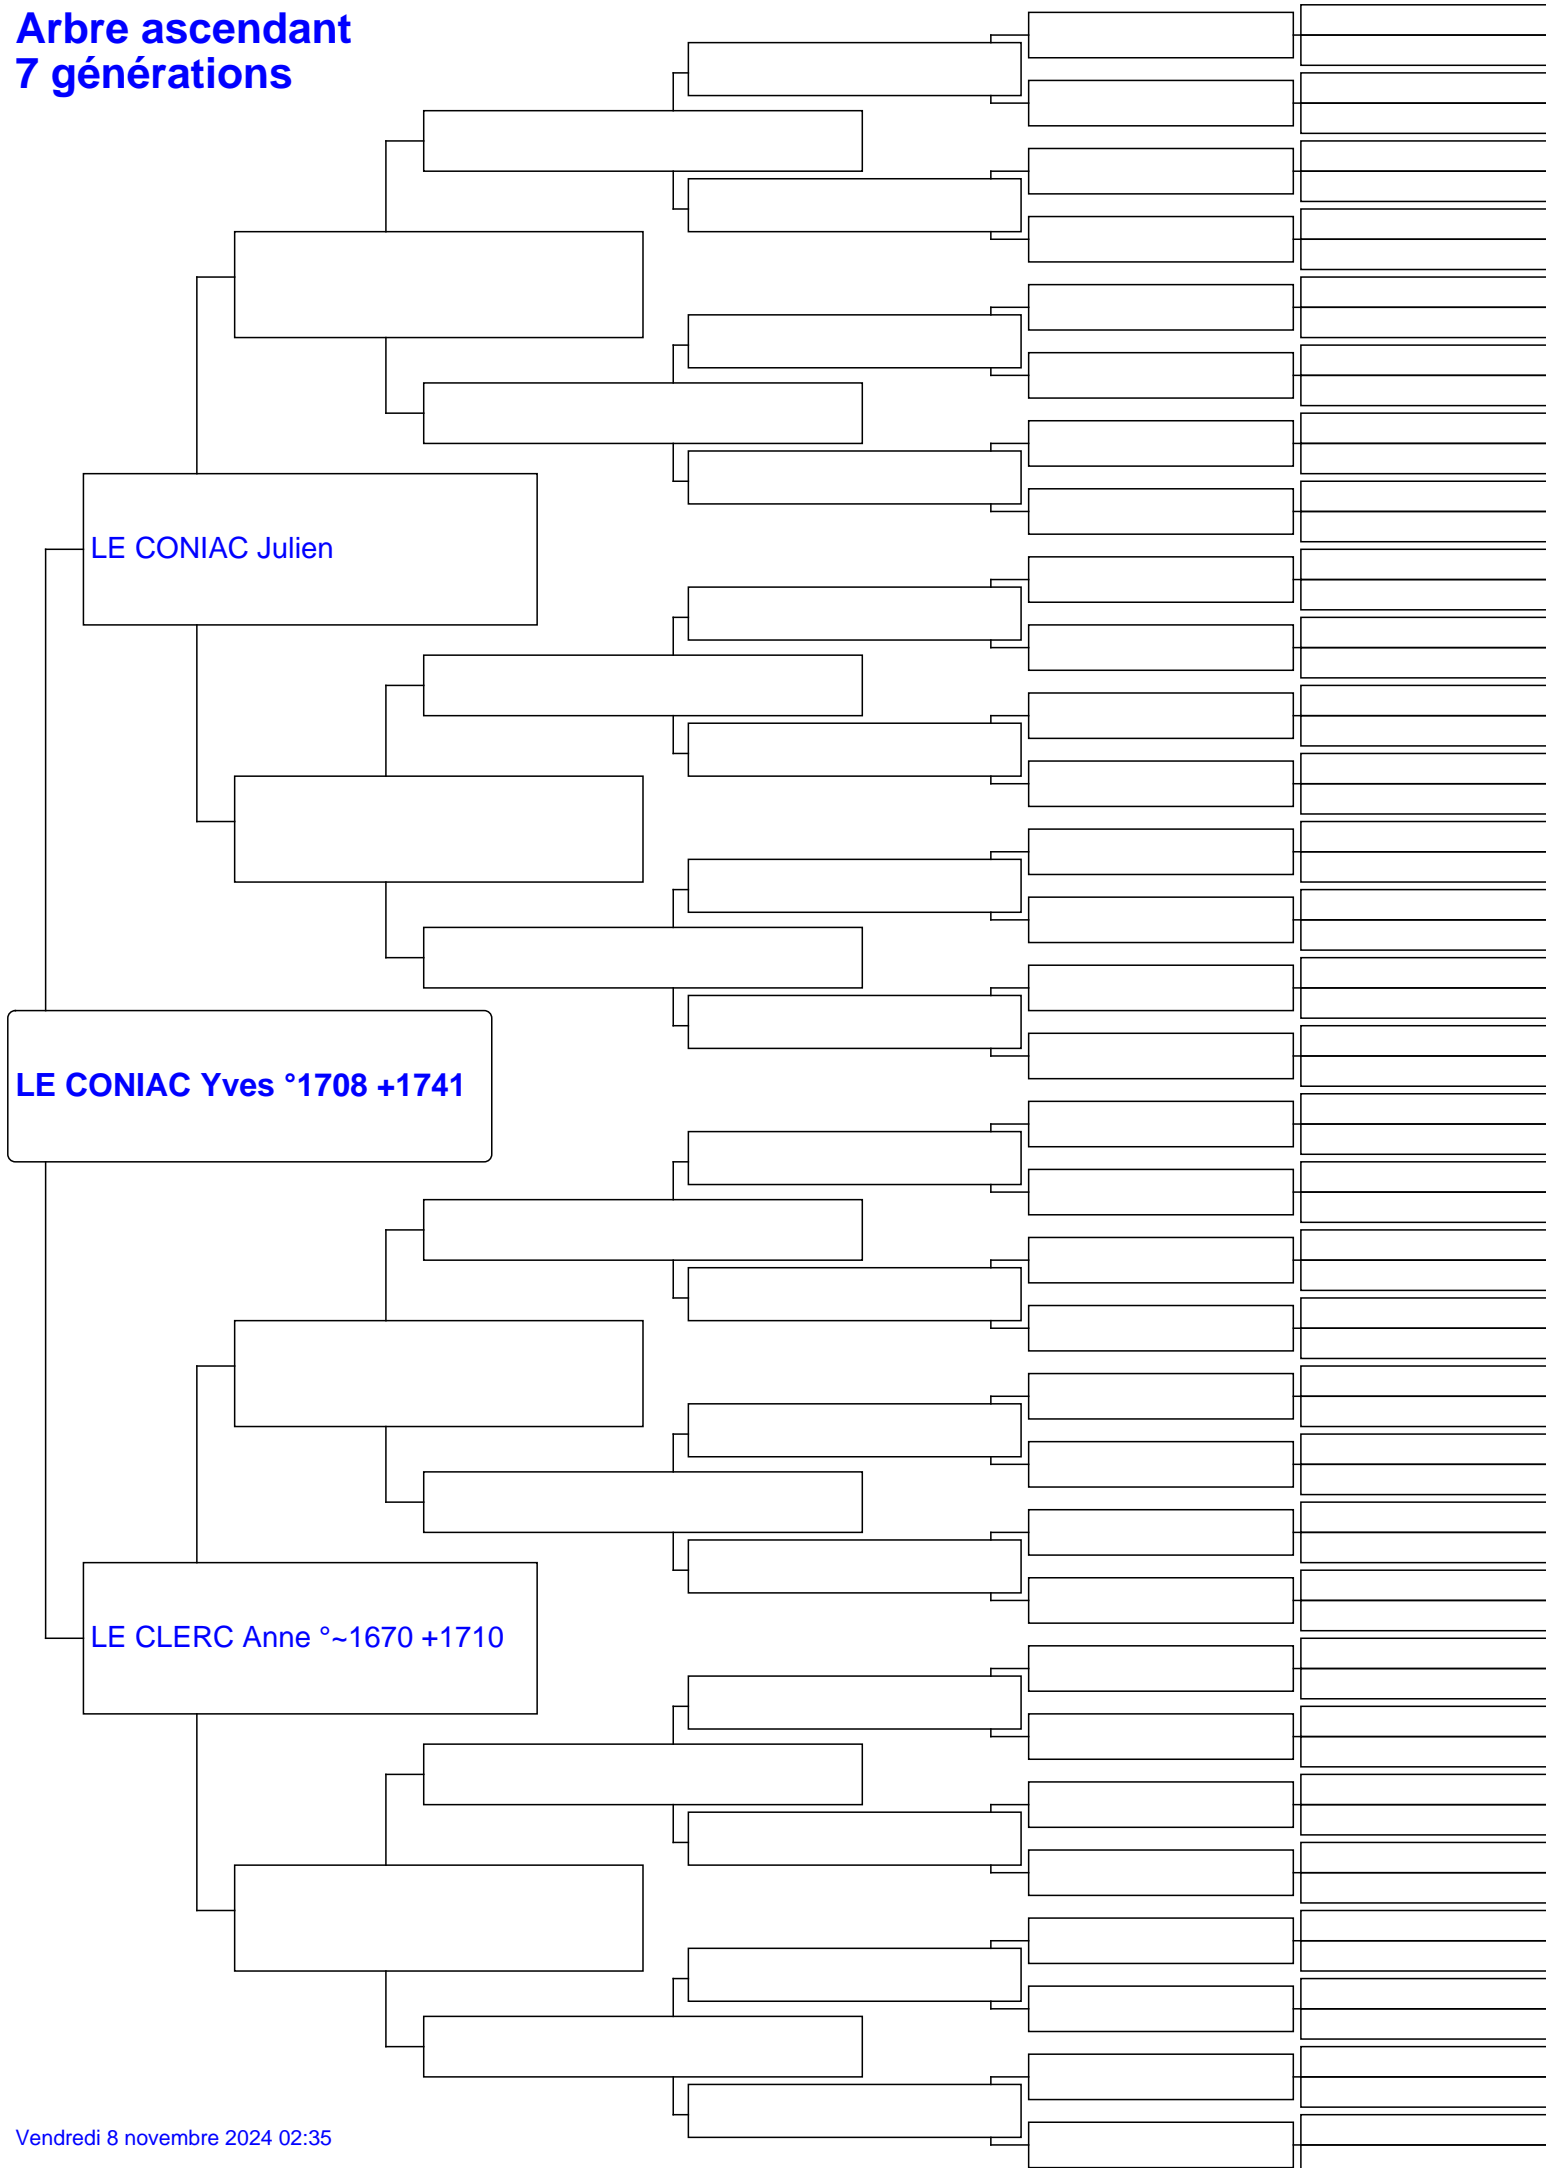 Arbre ascendant
7 générations
LE CONIAC Julien
LE CONIAC Yves °1708 +1741
LE CLERC Anne °~1670 +1710
Vendredi 8 novembre 2024 02:35